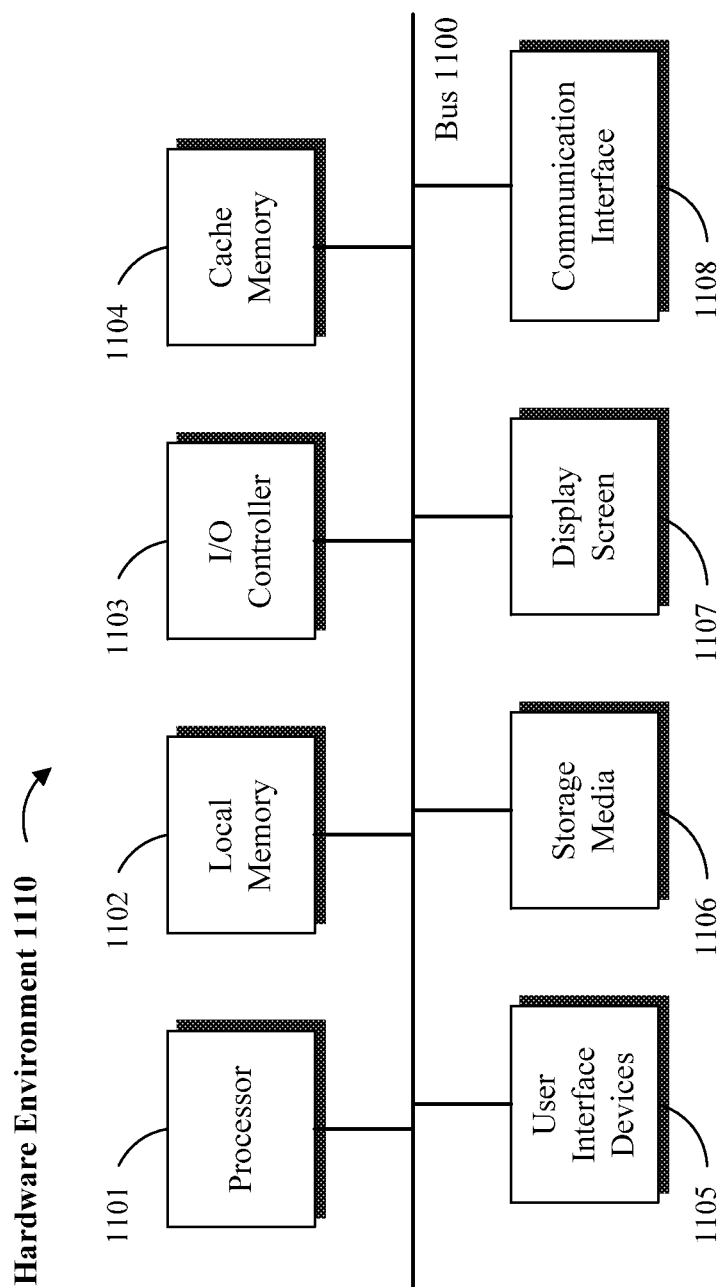 Hardware Environment 1110
1101
Processor
1102
Local
Memory
1103
I/O
Controller
1104
Cache
Memory
Bus 1100
User
Interface
Devices
1105
Storage
Media
1106
Display
Screen
1107
Communication
Interface
1108